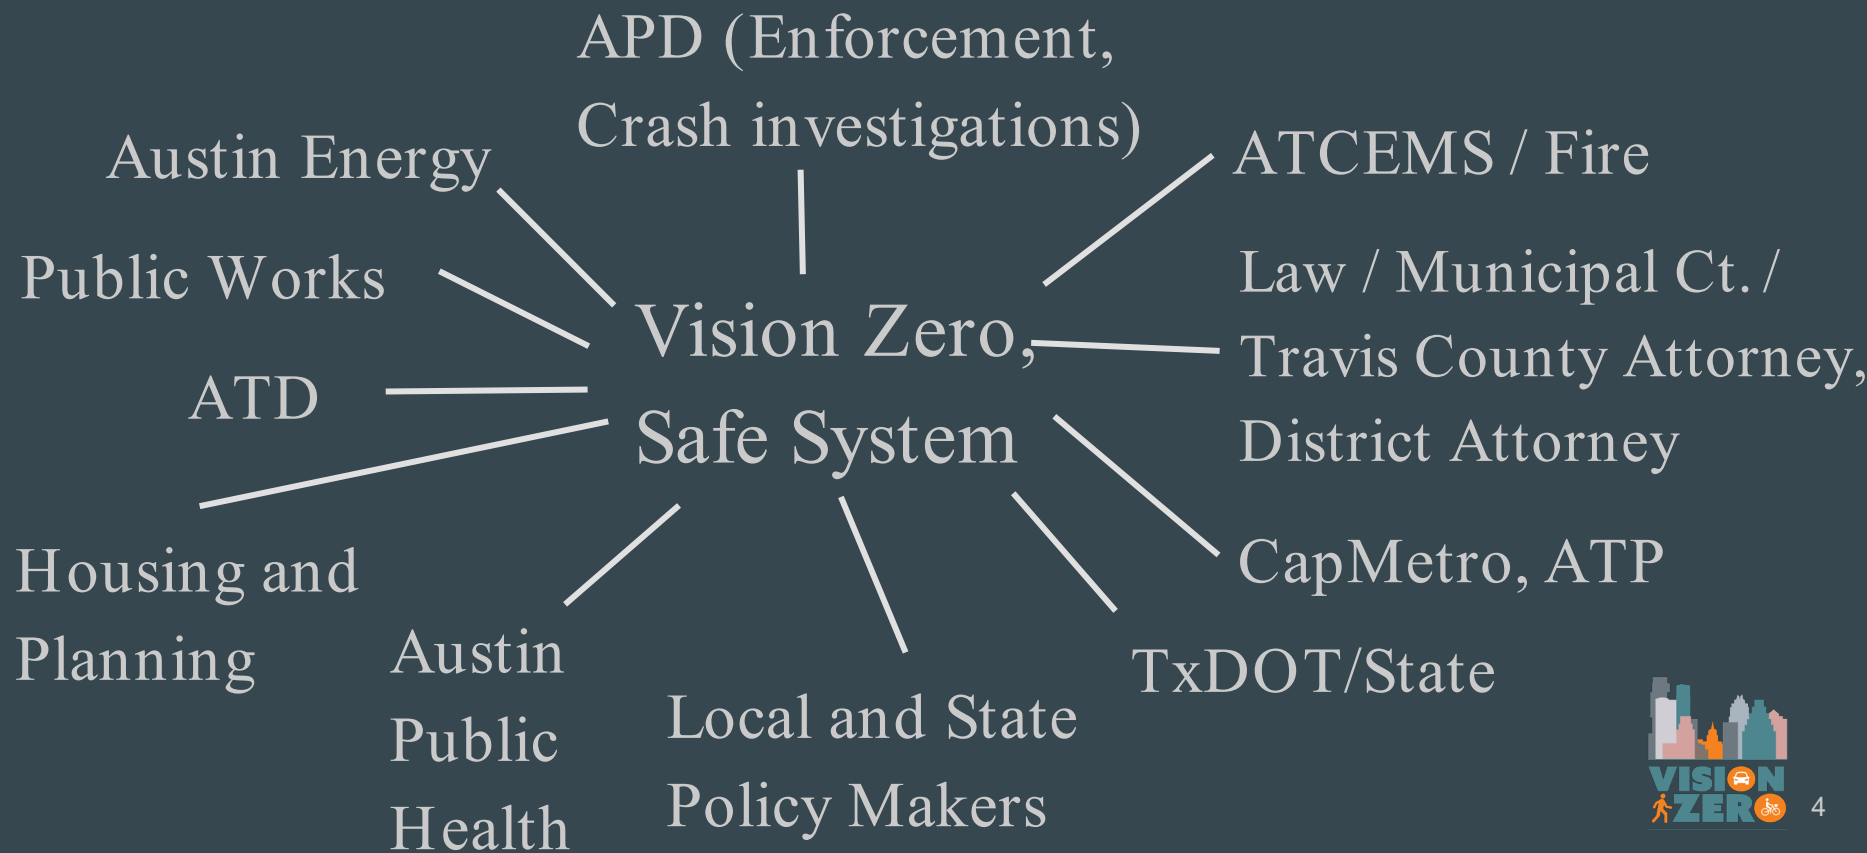 APD (Enforcement,
Crash investigations)
Austin Energy
ATCEMS / Fire
Public Works
Law / Municipal Ct. /
Travis County Attorney,
District Attorney
Vision Zero,
Safe System
ATD
Housing and
Planning
CapMetro, ATP
Austin
Public
Health
TxDOT/State
Local and State
Policy Makers
VISION
ZERO
4